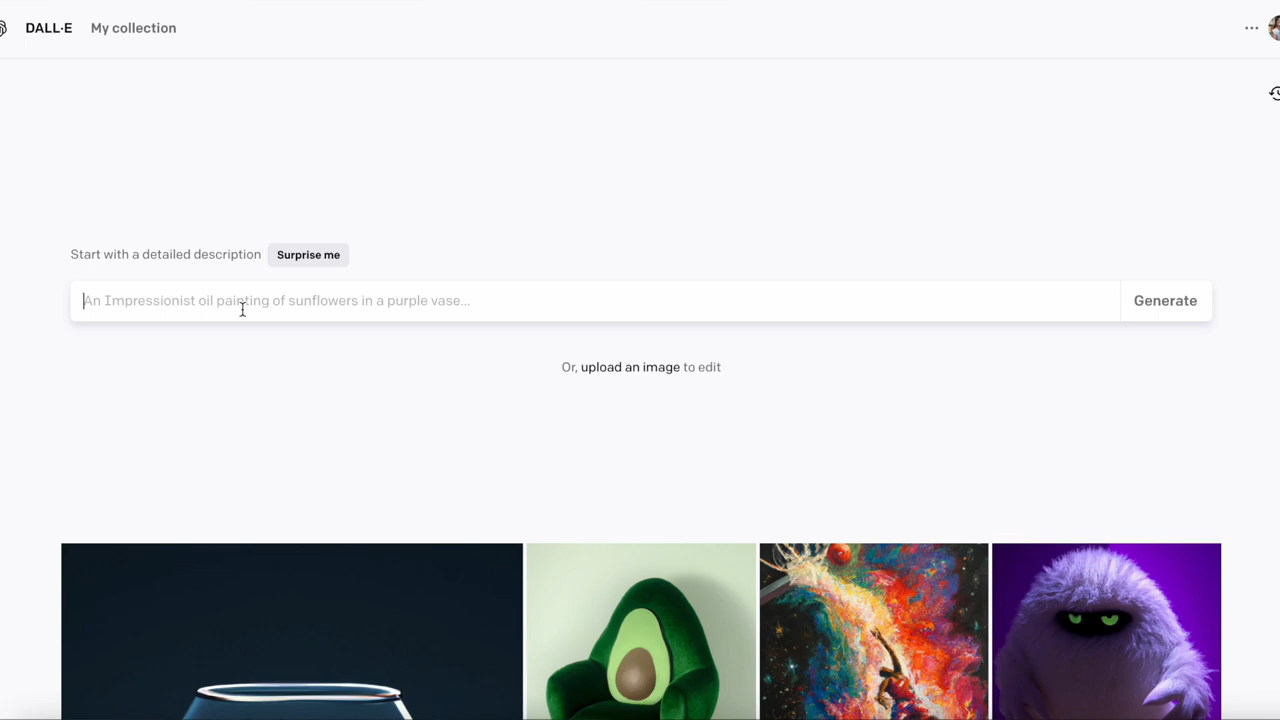 DALL·E My collection
Start with a detailed description Surprise me
An Impressionist oil painting of sunflowers in a purple vase... Generate
Or, upload an image to edit